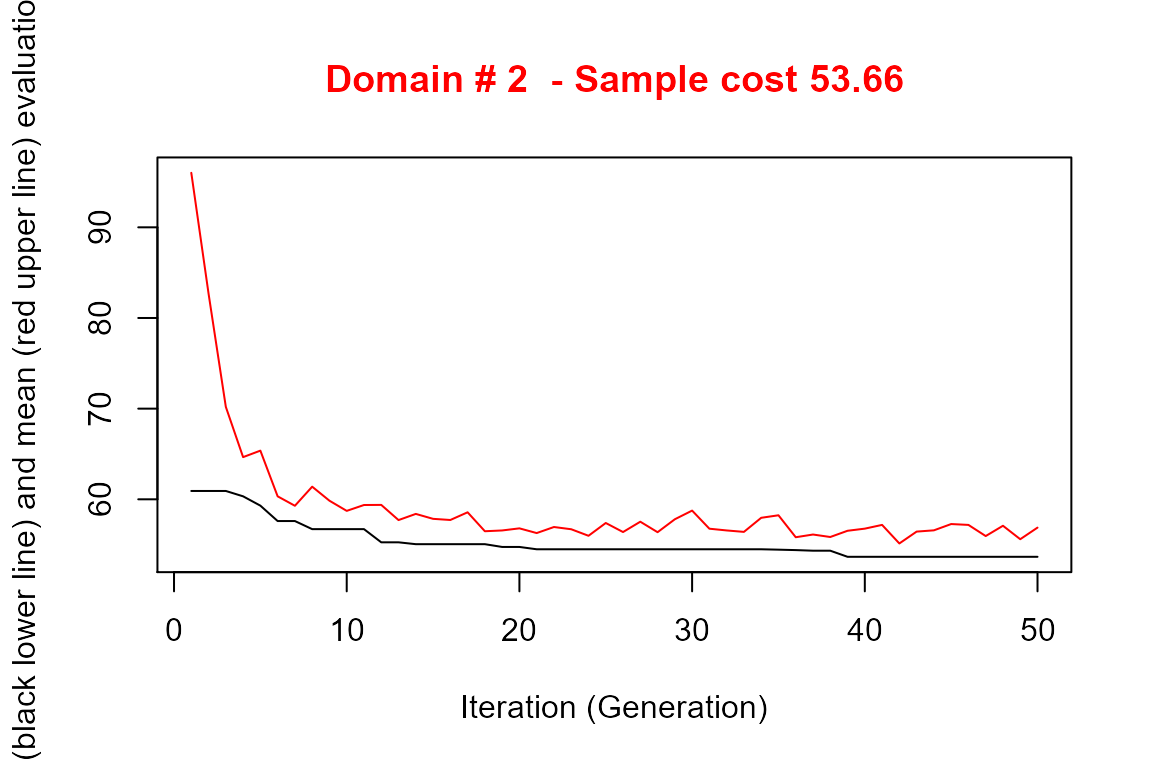 Domain # 2  - Sample cost 53.66
(black lower line) and mean (red upper line) evaluatio
90
80
70
60
0 10 20 30 40 50
Iteration (Generation)